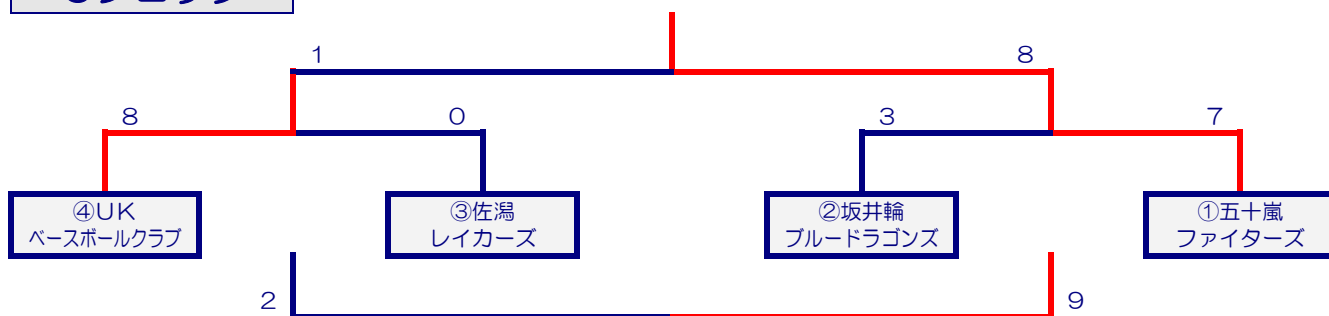 １ ８
８ ０ ３ ７
④ＵＫ
ベースボールクラブ
③佐潟
レイカーズ
②坂井輪
ブルードラゴンズ
①五十嵐
ファイターズ
２ ９